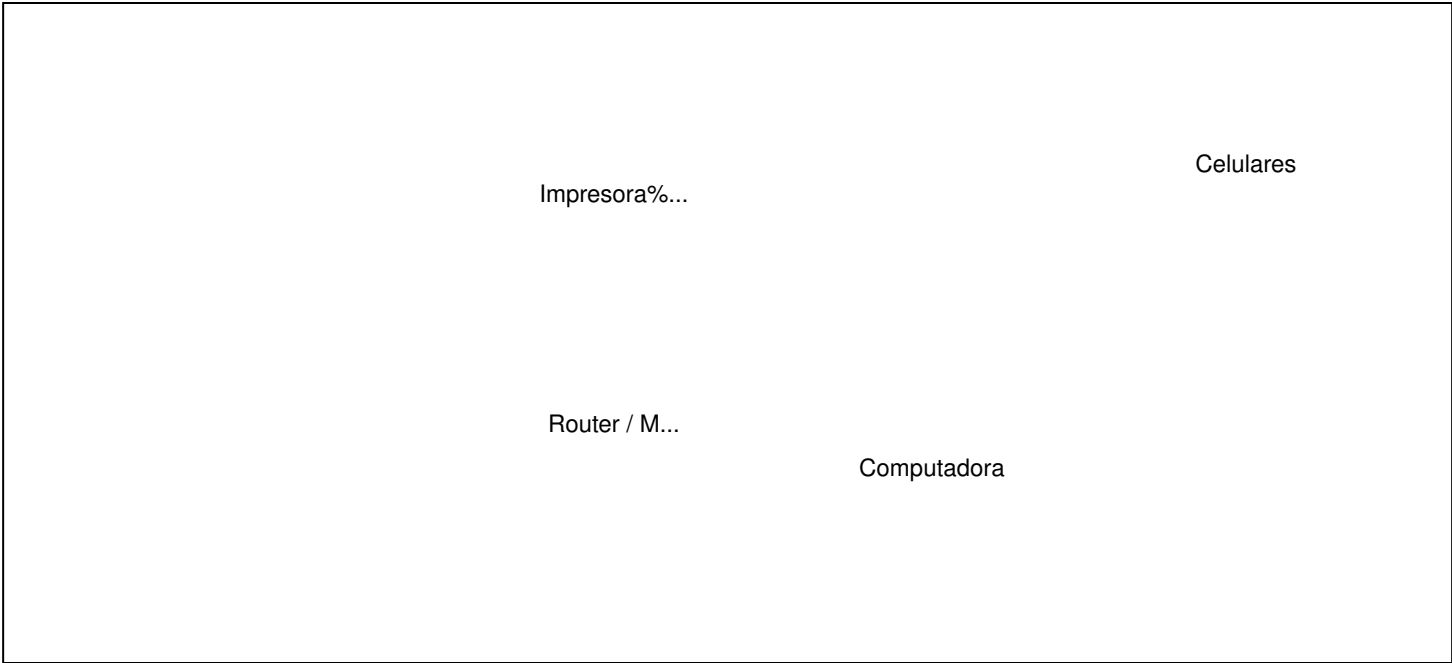 Celulares
Impresora%...
Router / M...
Computadora